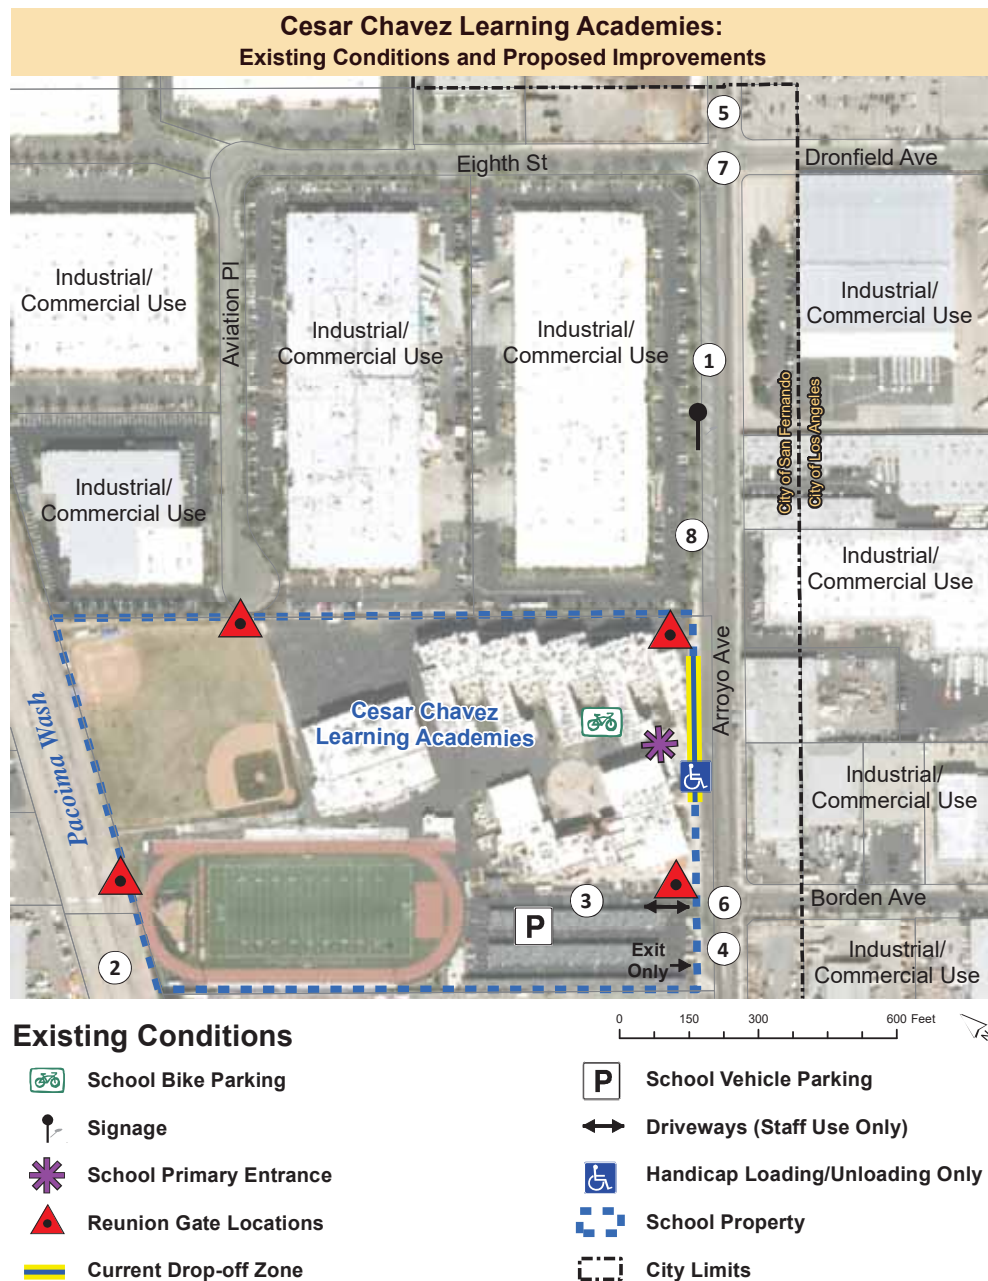 Cesar Chavez Learning Academies:
Existing Conditions and Proposed Improvements
5
Eighth St
7
Dronfield Ave
Industrial/
Commercial Use
Aviation Pl
Industrial/
Commercial Use
Industrial/
Commercial Use
Industrial/
Commercial Use
1
City of San Fernando
City of Los Angeles
Industrial/
Commercial Use
8
Industrial/
Commercial Use
Arroyo Ave
Pacoima Wash
Cesar Chavez
Learning Academies
Industrial/
Commercial Use
3
6
Borden Ave
P
4
Exit
Only
Industrial/
Commercial Use
2
Existing Conditions
0 150 300 600 Feet
N
School Bike Parking
Signage
School Primary Entrance
Reunion Gate Locations
Current Drop-off Zone
P School Vehicle Parking
Driveways (Staff Use Only)
Handicap Loading/Unloading Only
School Property
City Limits